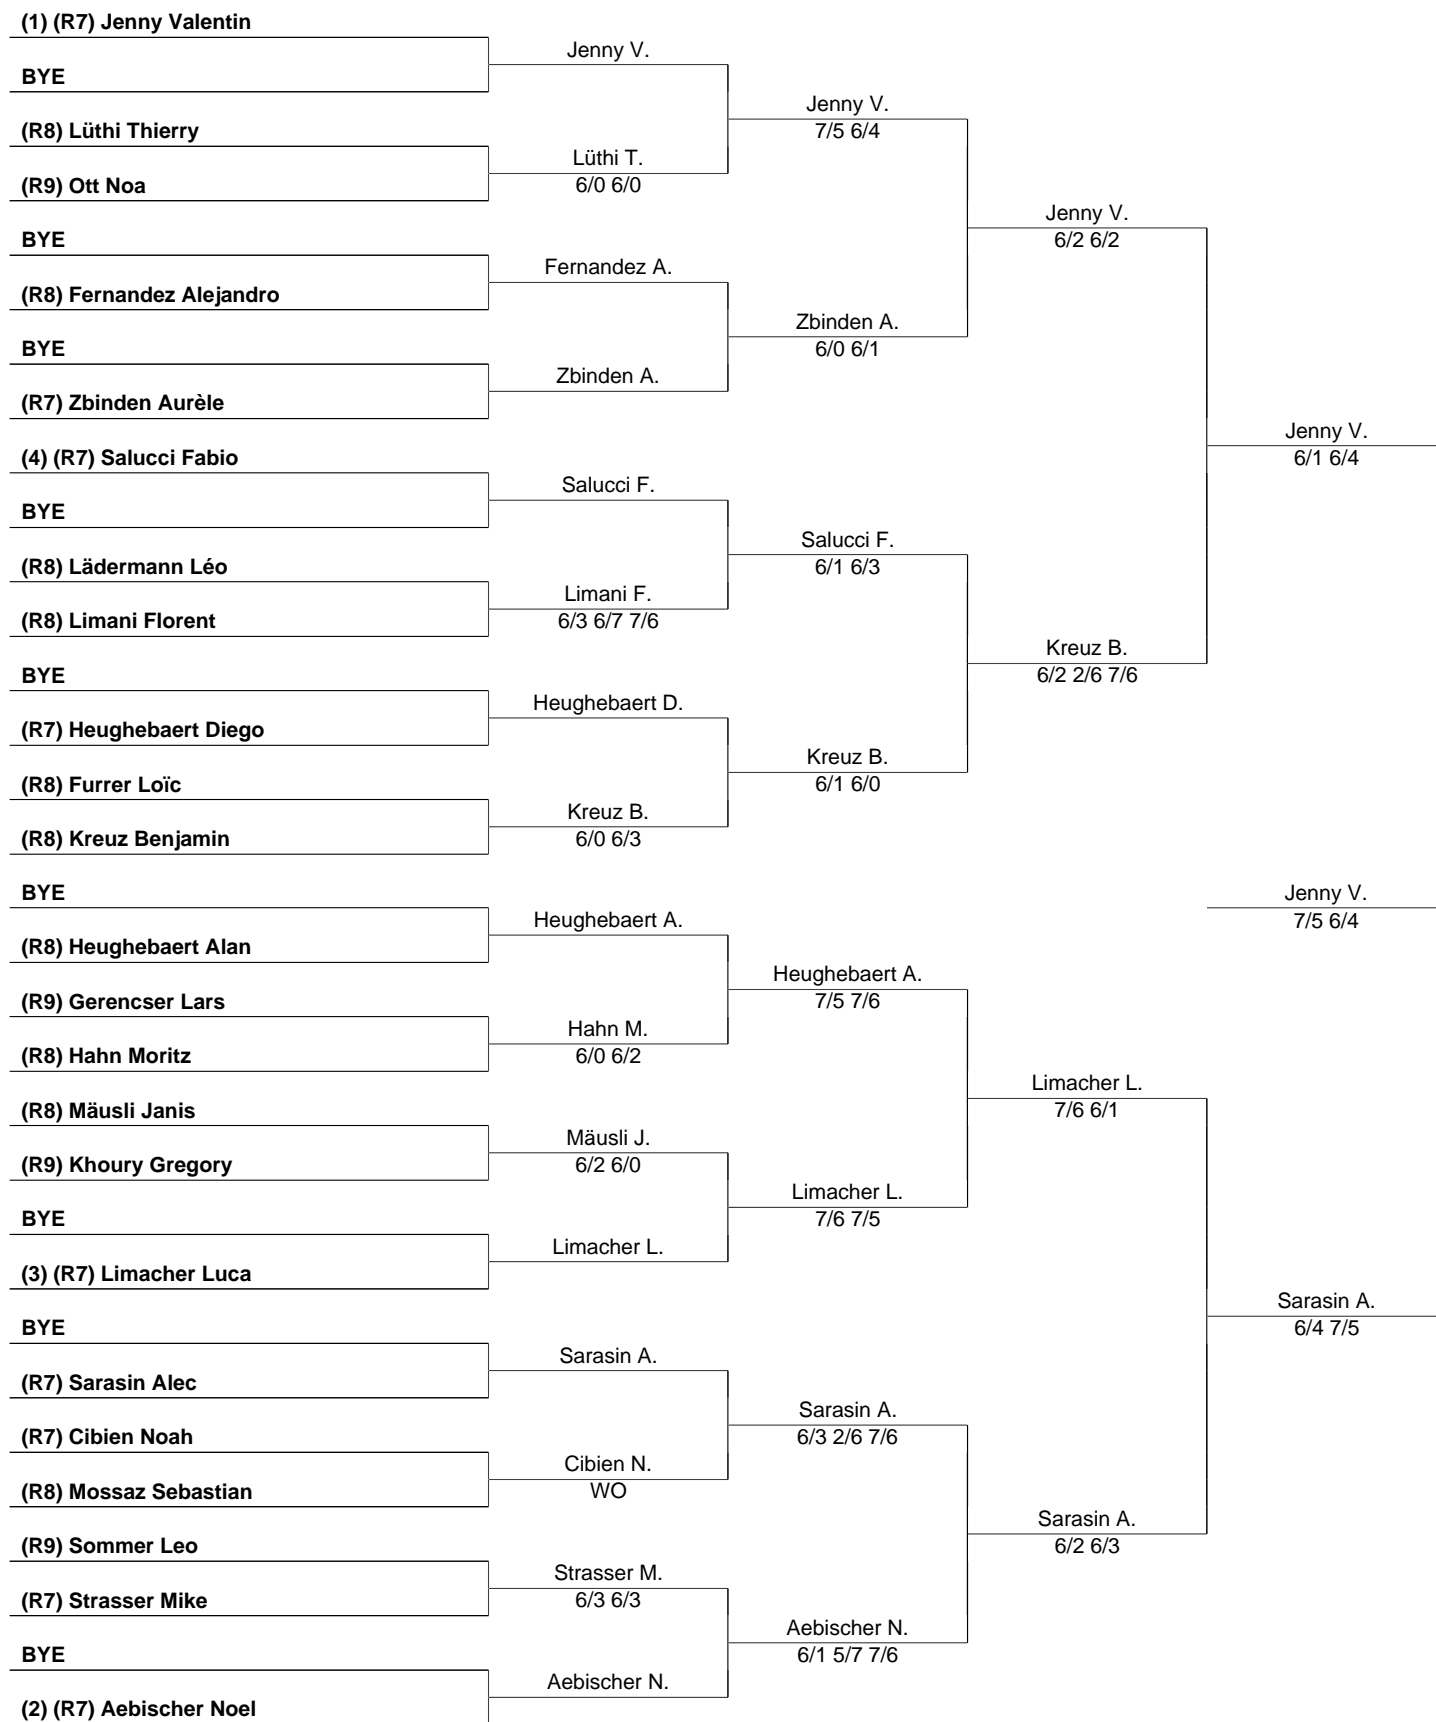 (1) (R7) Jenny Valentin
Jenny V.
BYE
Jenny V.
(R8) Lüthi Thierry
7/5 6/4
Lüthi T.
(R9) Ott Noa
6/0 6/0
Jenny V.
BYE
6/2 6/2
Fernandez A.
(R8) Fernandez Alejandro
Zbinden A.
BYE
6/0 6/1
Zbinden A.
(R7) Zbinden Aurèle
Jenny V.
(4) (R7) Salucci Fabio
6/1 6/4
Salucci F.
BYE
Salucci F.
(R8) Lädermann Léo
6/1 6/3
Limani F.
(R8) Limani Florent
6/3 6/7 7/6
Kreuz B.
BYE
6/2 2/6 7/6
Heughebaert D.
(R7) Heughebaert Diego
Kreuz B.
(R8) Furrer Loïc
6/1 6/0
Kreuz B.
(R8) Kreuz Benjamin
6/0 6/3
BYE
Jenny V.
7/5 6/4
Heughebaert A.
(R8) Heughebaert Alan
Heughebaert A.
(R9) Gerencser Lars
7/5 7/6
Hahn M.
(R8) Hahn Moritz
6/0 6/2
Limacher L.
(R8) Mäusli Janis
7/6 6/1
Mäusli J.
(R9) Khoury Gregory
6/2 6/0
Limacher L.
BYE
7/6 7/5
Limacher L.
(3) (R7) Limacher Luca
Sarasin A.
BYE
6/4 7/5
Sarasin A.
(R7) Sarasin Alec
Sarasin A.
(R7) Cibien Noah
6/3 2/6 7/6
Cibien N.
(R8) Mossaz Sebastian
WO
Sarasin A.
(R9) Sommer Leo
6/2 6/3
Strasser M.
(R7) Strasser Mike
6/3 6/3
Aebischer N.
BYE
6/1 5/7 7/6
Aebischer N.
(2) (R7) Aebischer Noel